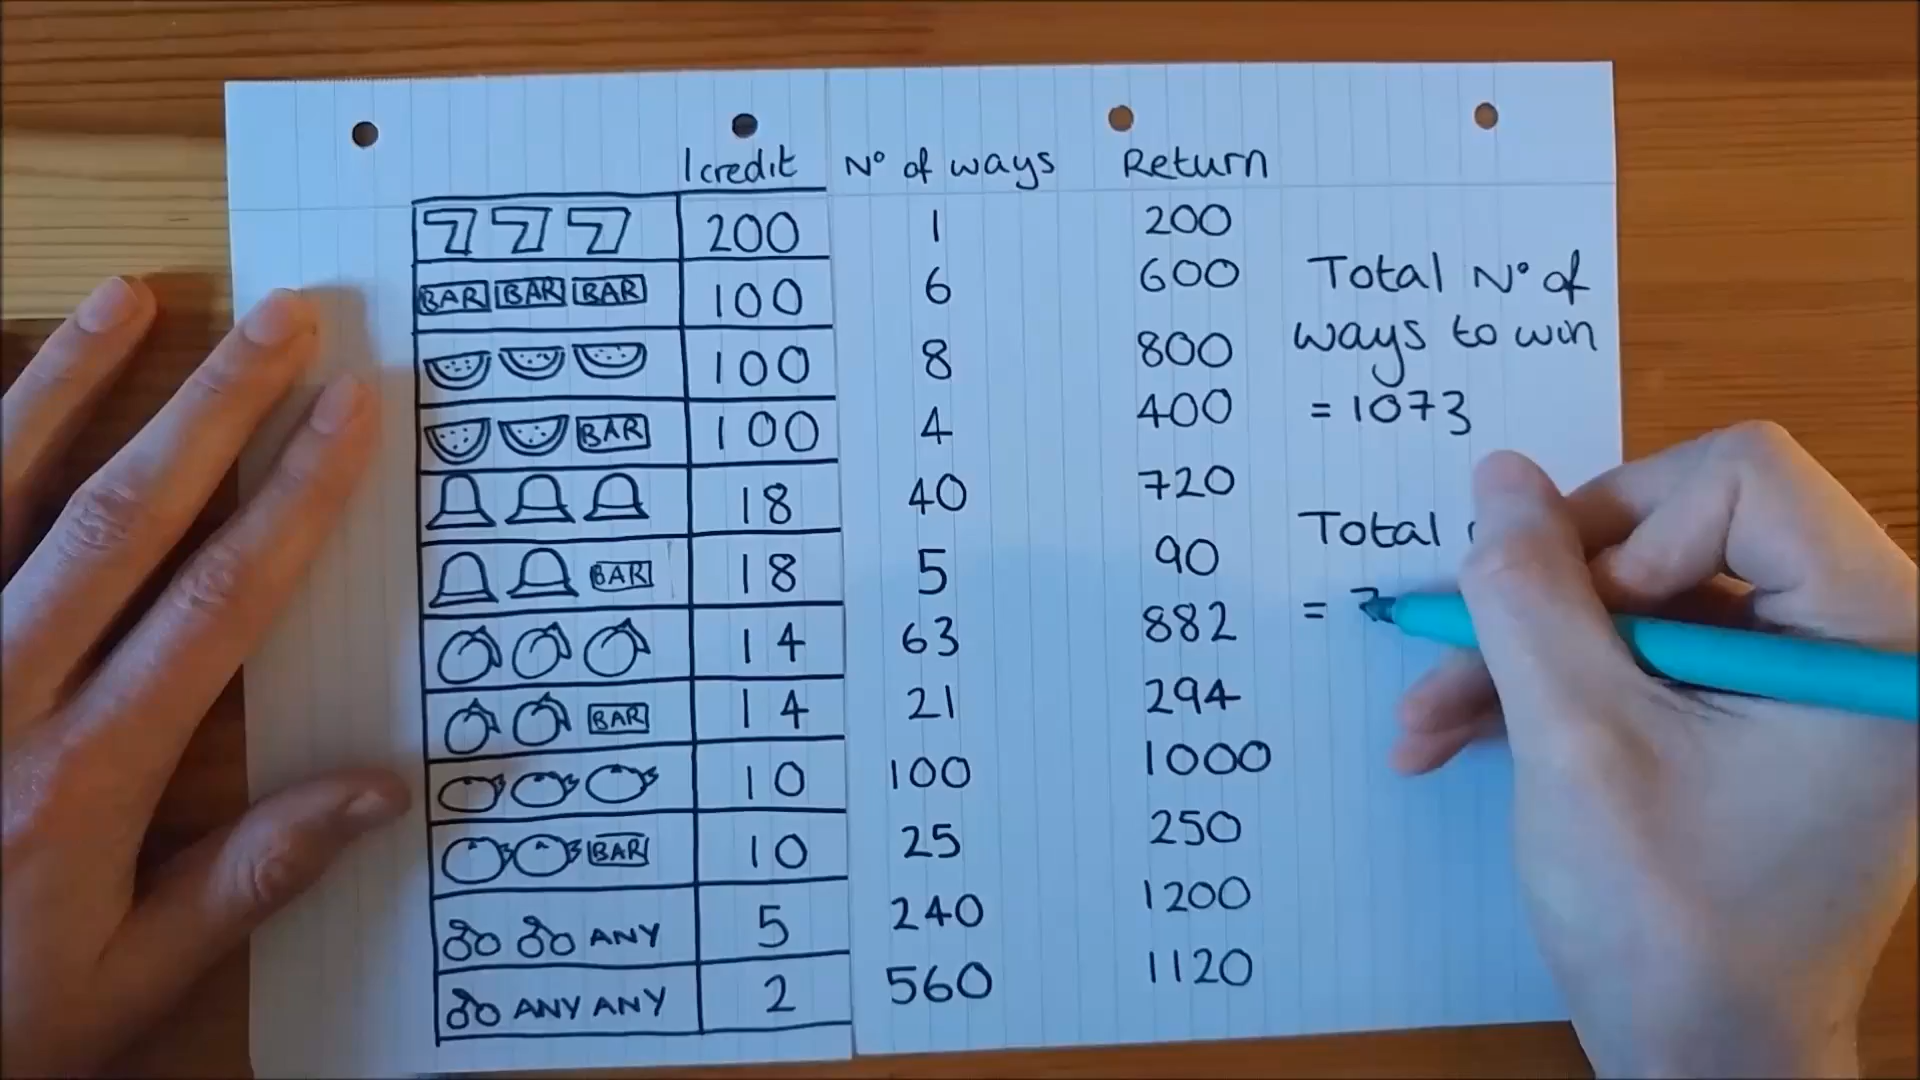 1 credit N° of ways Return
7 7 7 200 1 200
BAR BAR BAR 100 6 600
100 8 800
BAR 100 4 400
18 40 720
BAR 18 5 90
14 63 882
BAR 14 21 294
10 100 1000
BAR 10 25 250
ANY 5 240 1200
ANY ANY 2 560 1120
Total N° of
ways to win
= 1073
Total
=